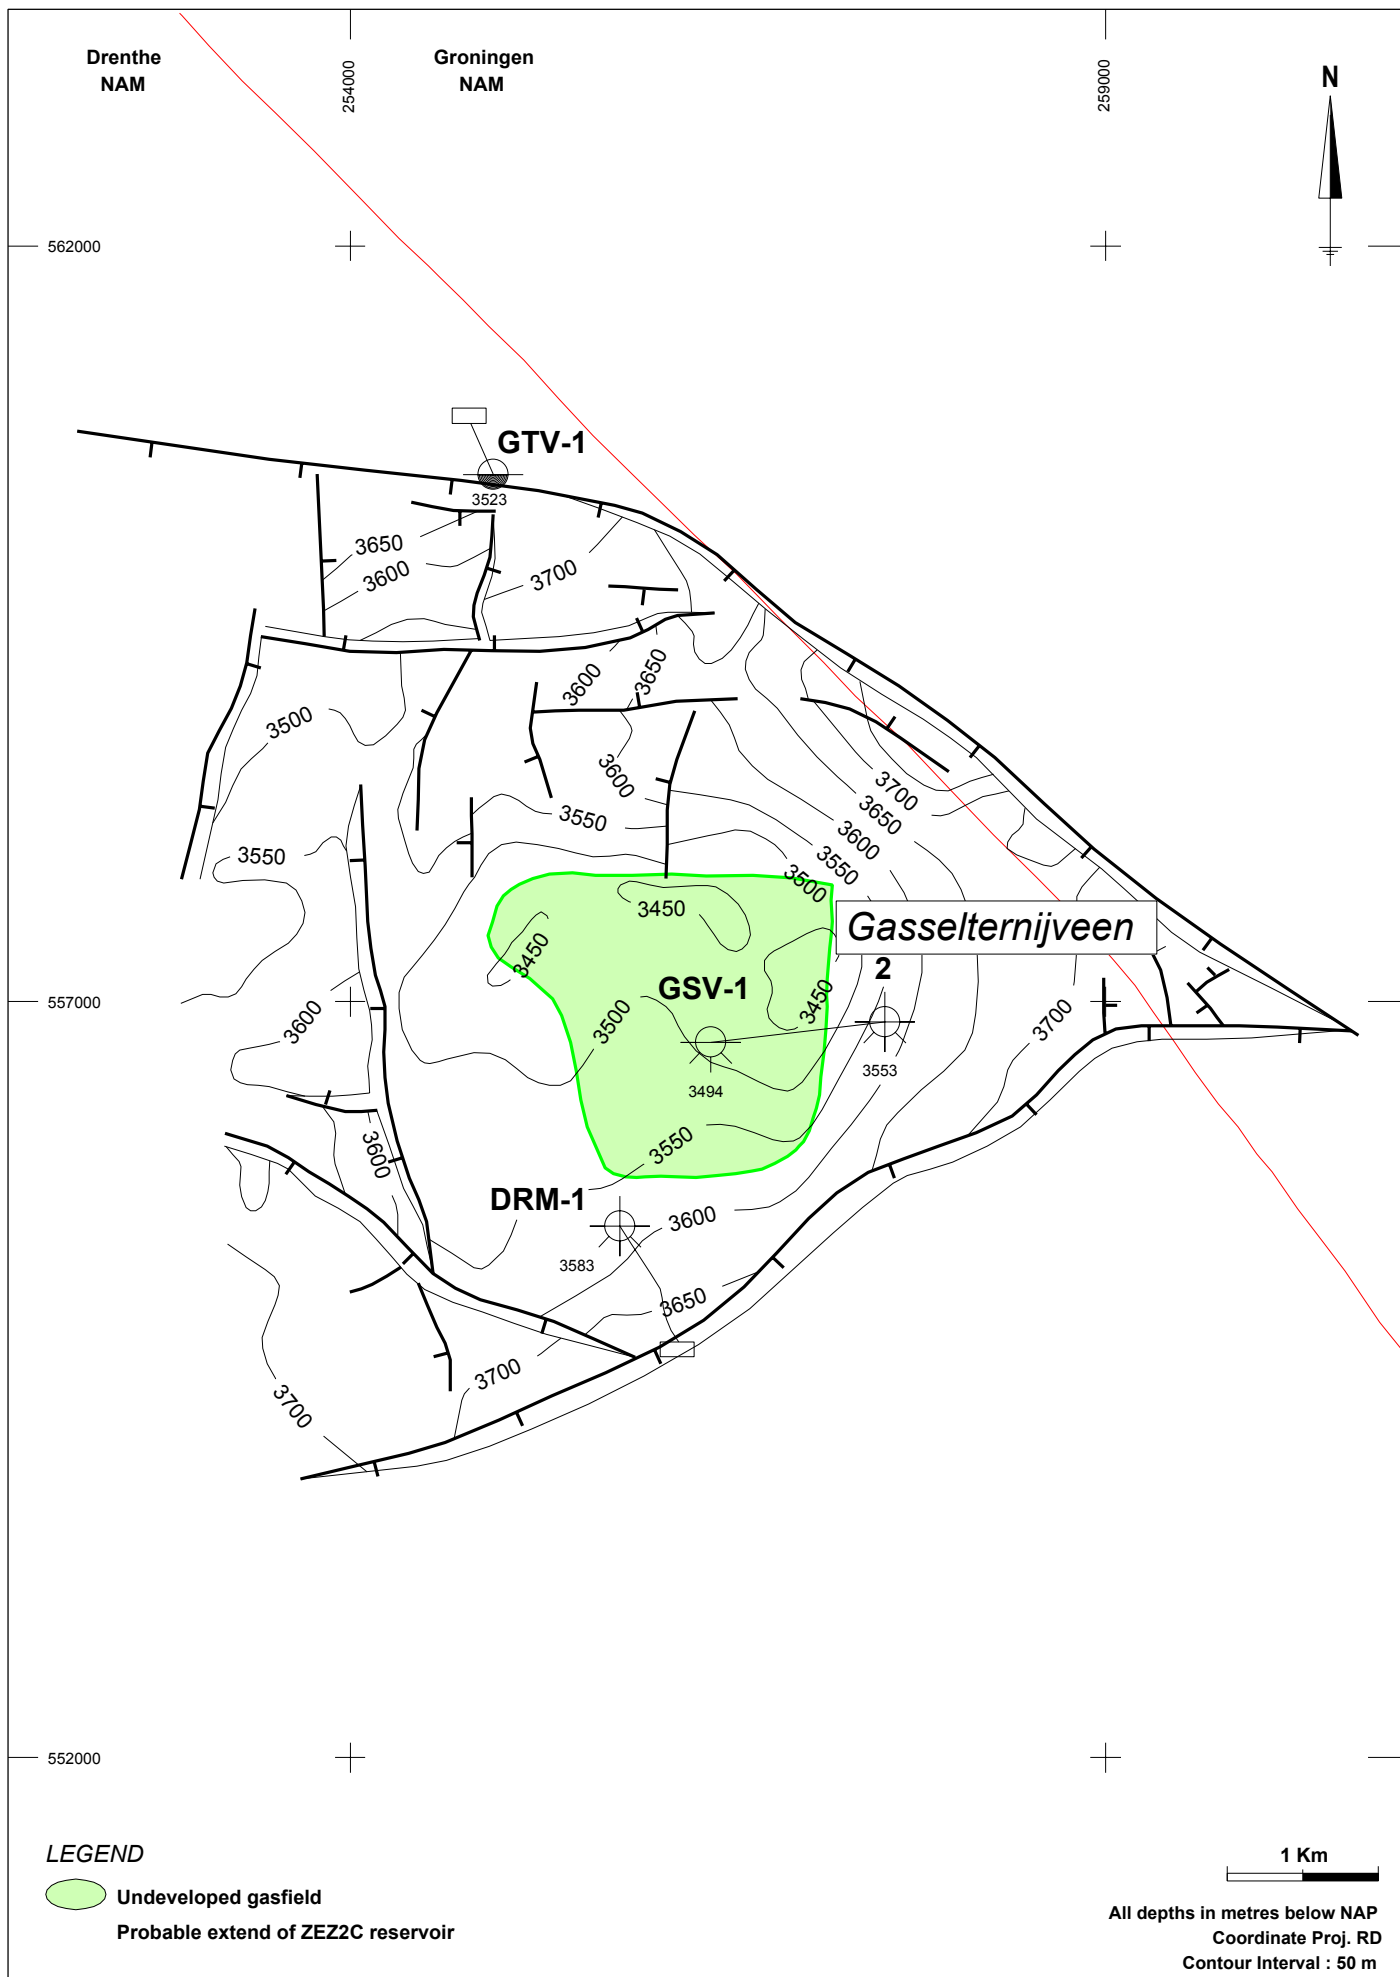 Drenthe
NAM
Groningen
NAM
254000
259000
N
562000
GTV-1
3523
3650
3600
3700
3600
3650
3500
3600
3700
3650
3550
3600
3550
3550
3500
3450
Gasselternijveen
3450
2
GSV-1
3450
557000
3500
3600
3700
3553
3494
3550
3600
DRM-1
3600
3583
3650
3700
3700
552000
LEGEND
Undeveloped gasfield
Probable extend of ZEZ2C reservoir
1 Km
All depths in metres below NAP
Coordinate Proj. RD
Contour Interval : 50 m